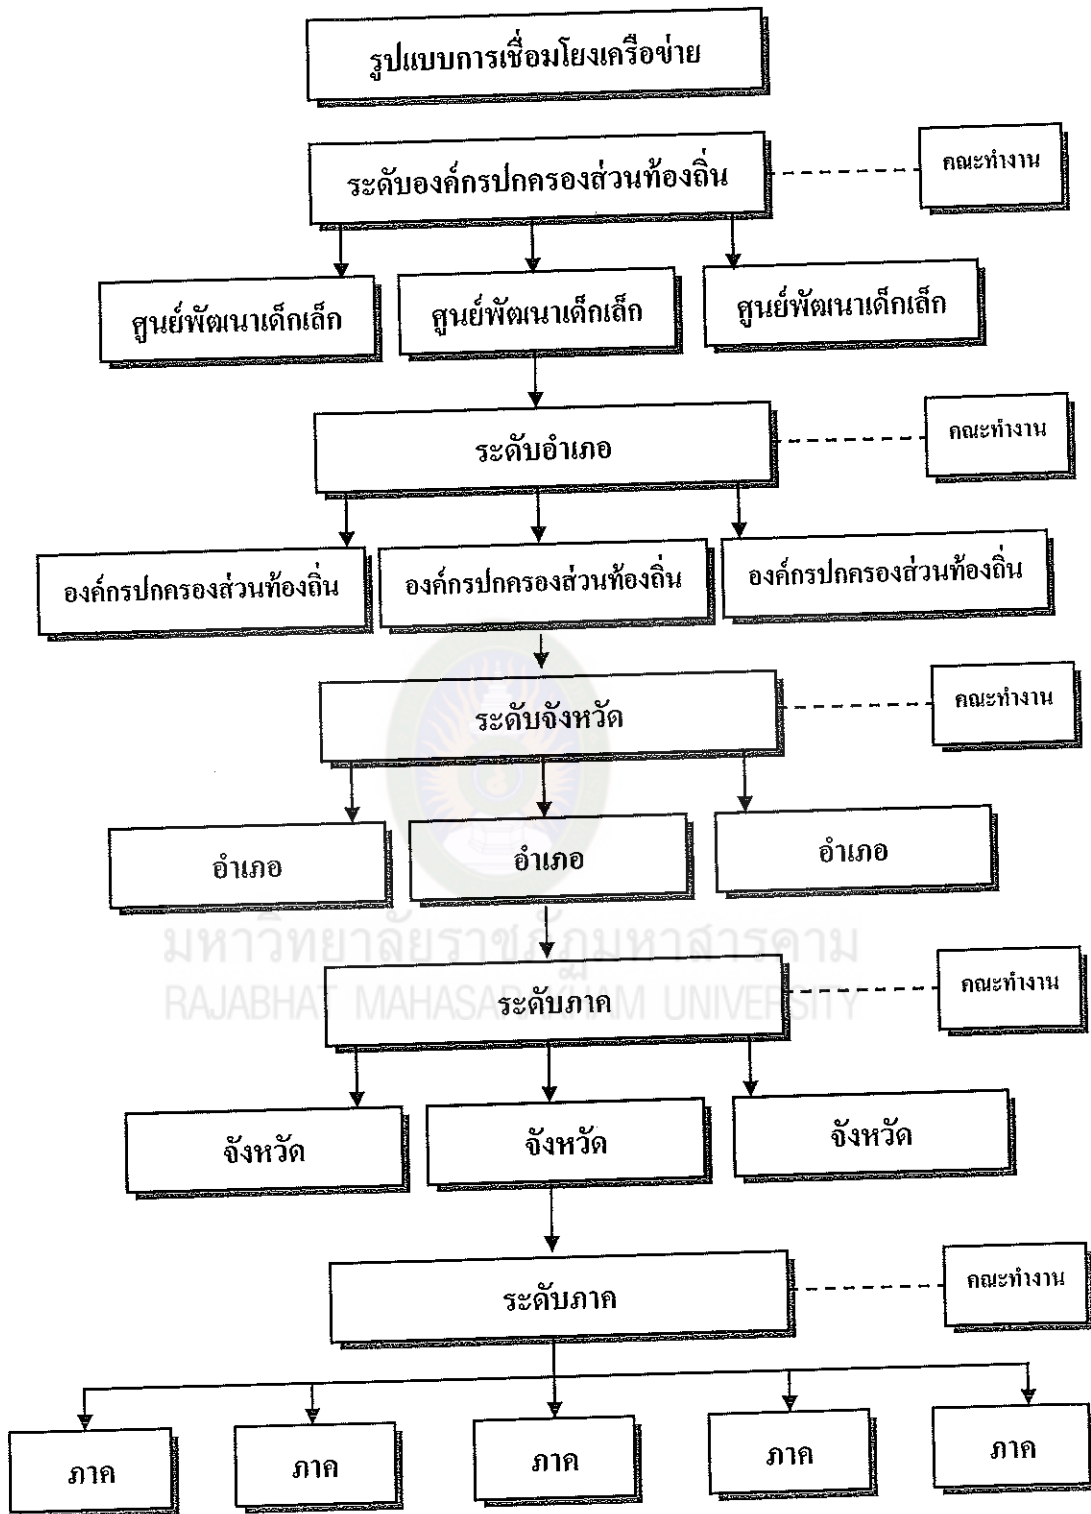 รูปแบบการเชื่อมโยงเครือข่าย
ระดับองค์กรปกครองส่วนท้องถิ่น
คณะทำงาน
ศูนย์พัฒนาเด็กเล็ก
ศูนย์พัฒนาเด็กเล็ก
ศูนย์พัฒนาเด็กเล็ก
ระดับอำเภอ
คณะทำงาน
องค์กรปกครองส่วนท้องถิ่น
องค์กรปกครองส่วนท้องถิ่น
องค์กรปกครองส่วนท้องถิ่น
ระดับจังหวัด
คณะทำงาน
อำเภอ
อำเภอ
อำเภอ
มหาวิทยาลัยราชภัฏมหาสารคาม
RAJABHAT MAHASARAKHAM UNIVERSITY
ระดับภาค
คณะทำงาน
จังหวัด
จังหวัด
จังหวัด
ระดับภาค
คณะทำงาน
ภาค
ภาค
ภาค
ภาค
ภาค